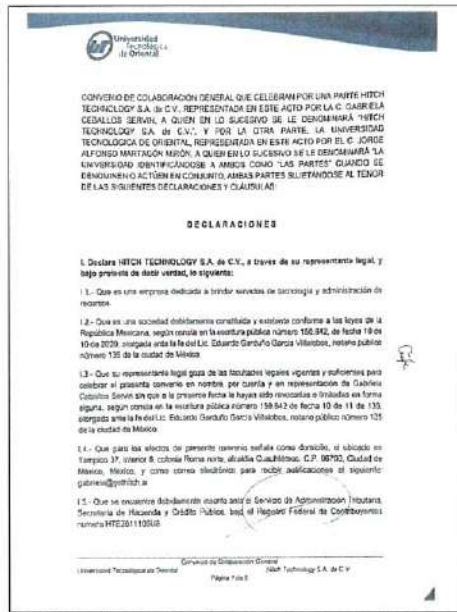 Universidad
Tecnológica
de Oriental
CONVENIO DE COLABORACIÓN GENERAL QUE CELEBRAN POR UNA PARTE HITCH
TECHNOLOGY S.A. de C.V., REPRESENTADA EN ESTE ACTO POR LA C. GABRIELA
CEBALLOS SERVIN, A QUIEN EN LO SUCESIVO SE LE DENOMINARÁ "HITCH
TECHNOLOGY S.A. de C.V.", Y POR LA OTRA PARTE, LA UNIVERSIDAD
TECNOLÓGICA DE ORIENTAL, REPRESENTADA EN ESTE ACTO POR EL C. JORGE
ALFONSO MARTAGÓN MIRÓN, A QUIEN EN LO SUCESIVO SE LE DENOMINARÁ "LA
UNIVERSIDAD IDENTIFICÁNDOSE A AMBOS COMO "LAS PARTES" CUANDO SE
DENOMINEN O ACTÚEN EN CONJUNTO, AMBAS PARTES SUJETÁNDOSE AL TENOR
DE LAS SIGUIENTES DECLARACIONES Y CLÁUSULAS:
DECLARACIONES
I. Declara HITCH TECHNOLOGY S.A. de C.V., a través de su representante legal, y
bajo protesta de decir verdad, lo siguiente:
I.1.- Que es una empresa dedicada a brindar servicios de tecnología y administración de
recursos.
I.2.- Que es una sociedad debidamente constituida y existente conforme a las leyes de la
República Mexicana, según consta en la escritura pública número 159,642, de fecha 10 de
10 de 2020, otorgada ante la fe del Lic. Eduardo Garduño García Villalobos, notario público
número 135 de la ciudad de México.
I.3.- Que su representante legal goza de las facultades legales vigentes y suficientes para
celebrar el presente convenio en nombre, por cuenta y en representación de Gabriela
Ceballos Servin sin que a la presente fecha le hayan sido revocadas o limitadas en forma
alguna, según consta en la escritura pública número 159,642 de fecha 10 de 11 de 135,
otorgada ante la fe del Lic. Eduardo Garduño García Villalobos, notario público número 135
de la ciudad de México.
I.4.- Que para los efectos de presente convenio señala como domicilio, el ubicado en
Tampico 37, interior 8, colonia Roma norte, alcaldía Cuauhtémoc, C.P. 06700, Ciudad de
México, México, y como correo electrónico para recibir notificaciones el siguiente:
I.5.- Que se encuentra debidamente inscrito ante el Servicio de Administración Tributaria,
Secretaría de Hacienda y Crédito Público, bajo el Registro Federal de Contribuyentes
número
Convenio de Colaboración General
Universidad Tecnológica de Oriental Hitch Technology S.A. de C.V.
Página 1 de 8